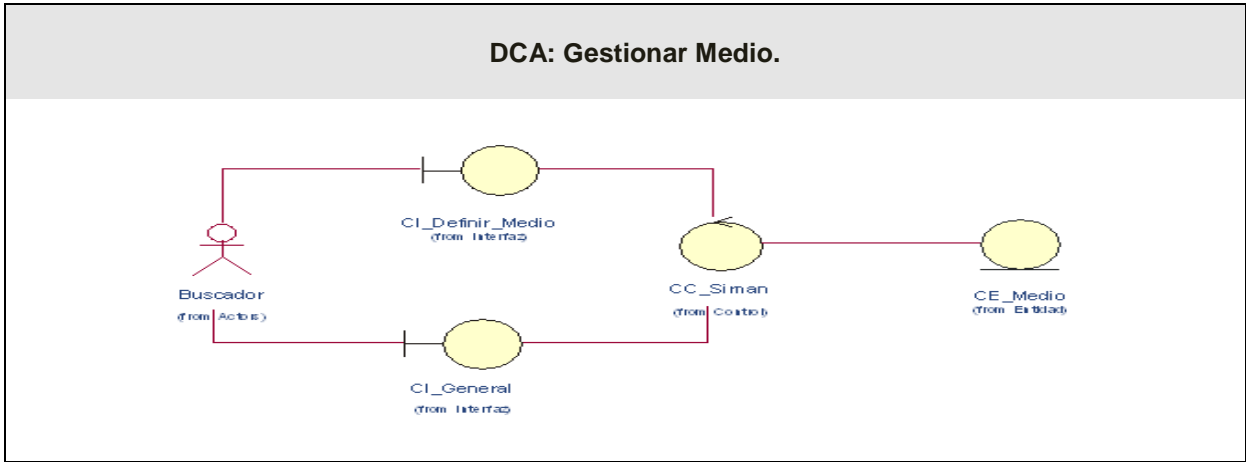 DCA: Gestionar Medio.
CI_Definir_Medio
(from Interfaz)
Buscador
(from Actors)
CC_Siman
(from Control)
CE_Medio
(from Entidad)
CI_General
(from Interfaz)